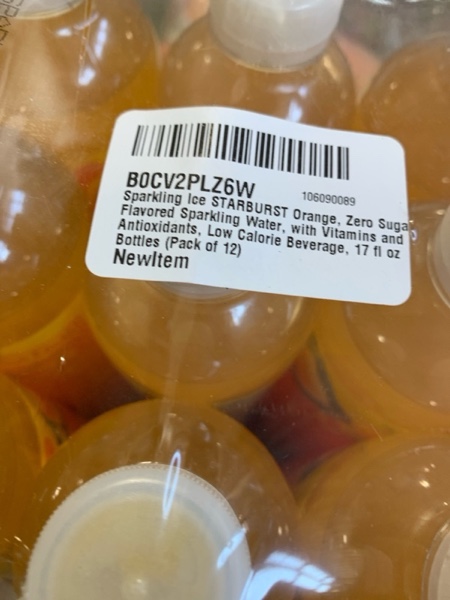 B0CV2PLZ6W 106090089
Sparkling Ice STARBURST Orange, Zero Suga
Flavored Sparkling Water, with Vitamins and
Antioxidants, Low Calorie Beverage, 17 fl oz
Bottles (Pack of 12)
NewItem